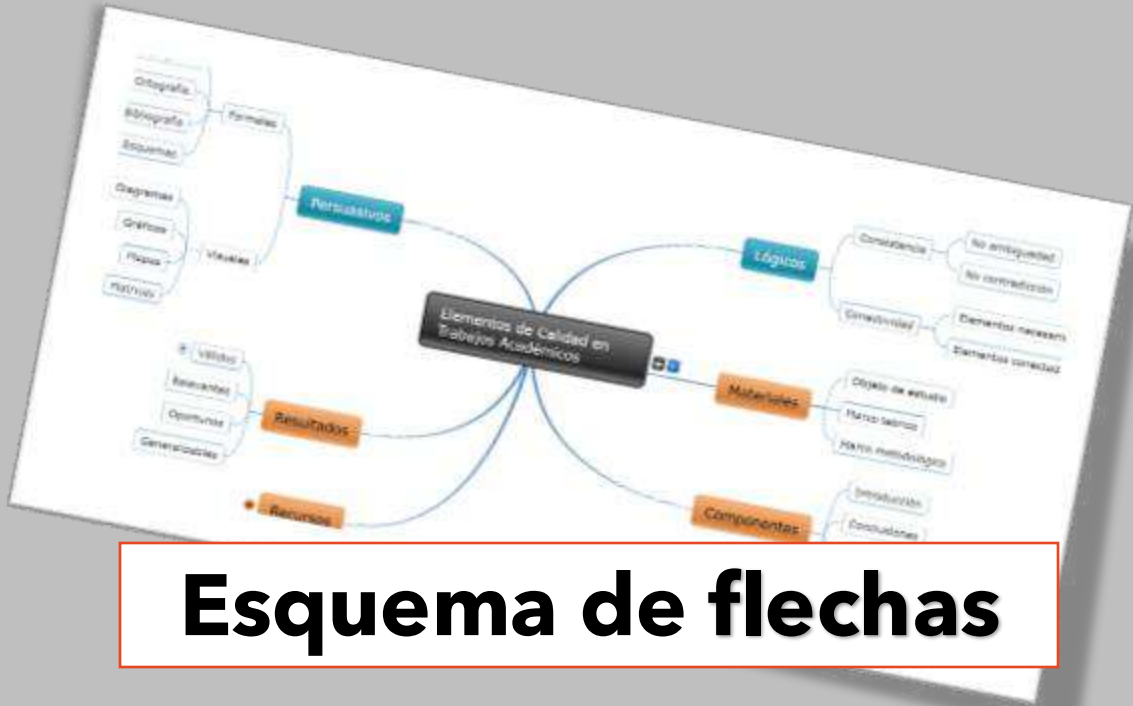 Ortografía
Bibliografía
Esquemas
Formales
Diagramas
Gráficos
Mapas
Matrices
Visuales
Persuasivos
Lógicos
Consistencia
No ambigüedad
No contradicción
Conectividad
Elementos necesari
Elementos conectad
Elementos de Calidad en
Trabajos Académicos
Válidos
Relevantes
Oportunos
Generalizables
Resultados
Materiales
Objeto de estudio
Marco teórico
Marco metodológico
Recursos
Componentes
Introducción
Conclusiones
Esquema de flechas